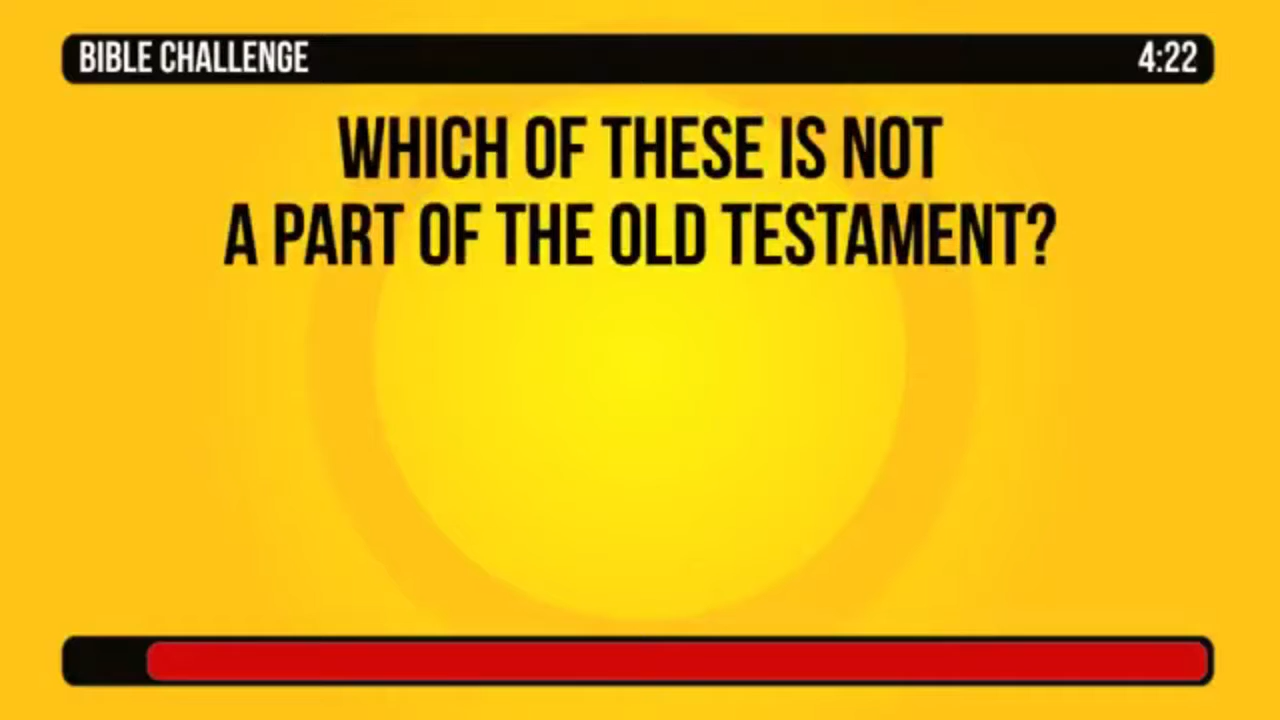 BIBLE CHALLENGE 4:22
WHICH OF THESE IS NOT
A PART OF THE OLD TESTAMENT?